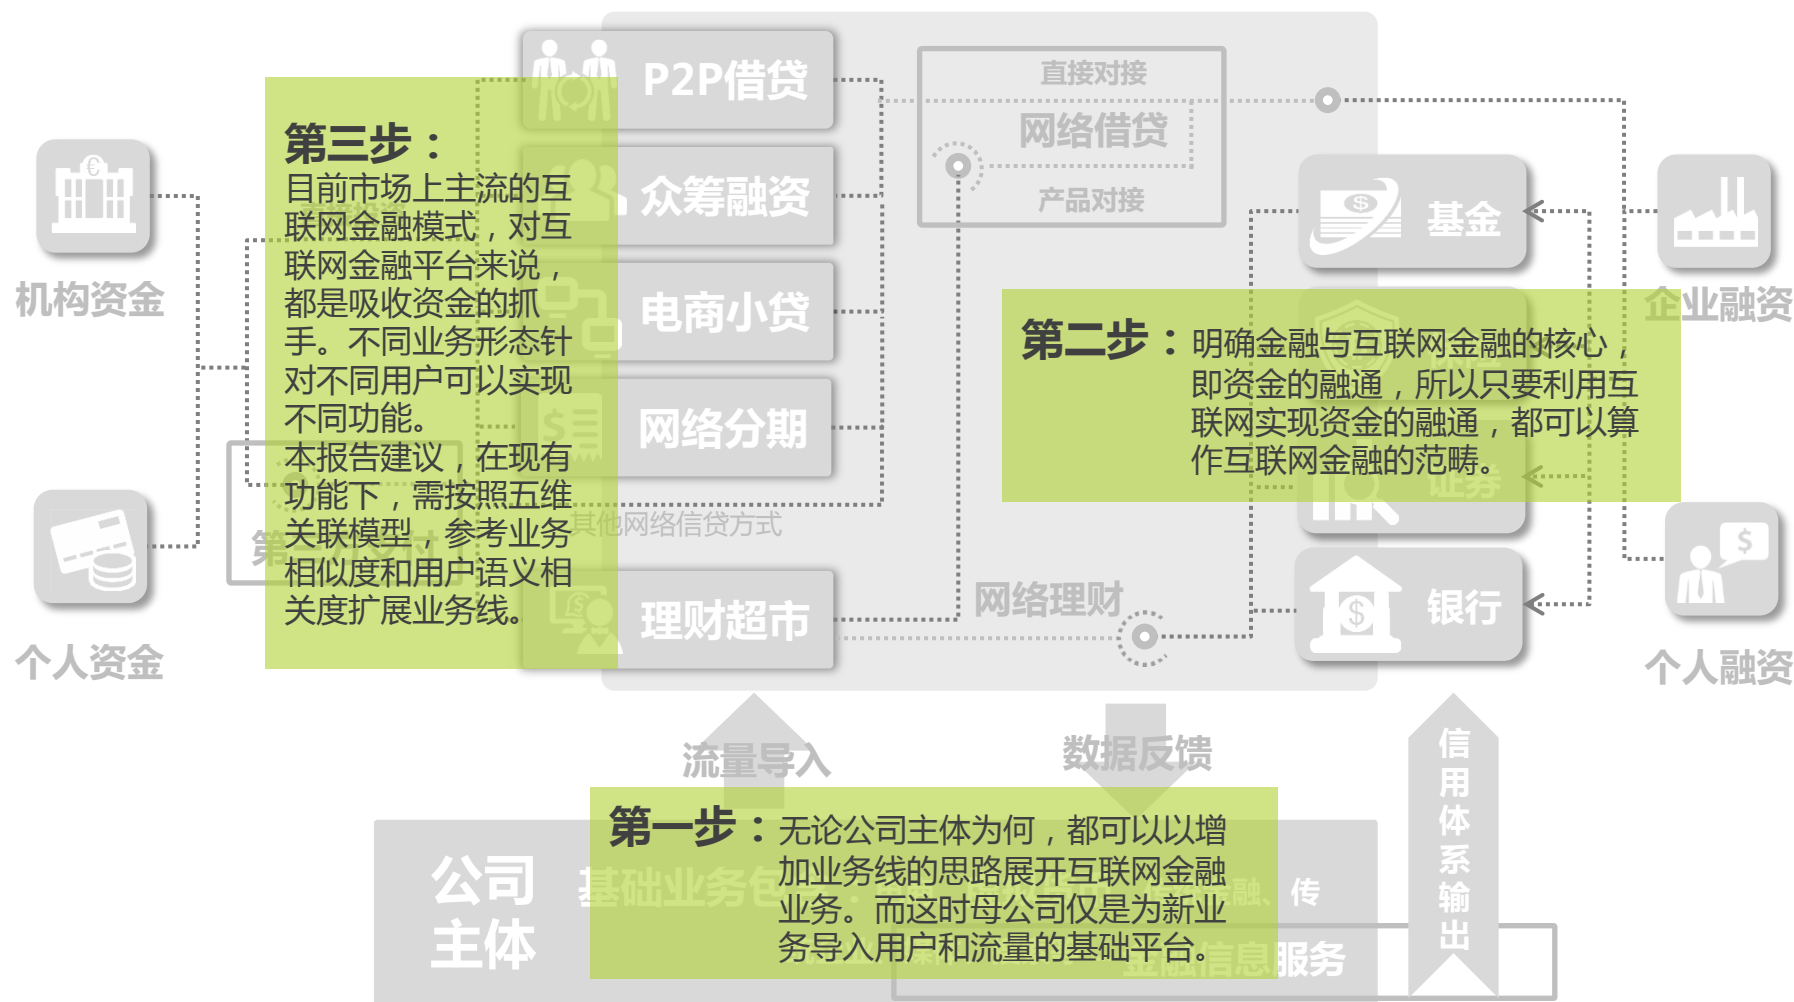 P2P借贷
众筹融资
电商小贷
网络分期
其他网络信贷方式
理财超市
直接对接
网络借贷
产品对接
网络理财
机构资金
个人资金
基金
证券
银行
企业融资
个人融资
第三步：
目前市场上主流的互
联网金融模式，对互
联网金融平台来说，
都是吸收资金的抓
手。不同业务形态针
对不同用户可以实现
不同功能。
本报告建议，在现有
功能下，需按照五维
关联模型，参考业务
相似度和用户语义相
关度扩展业务线。
第二步：明确金融与互联网金融的核心，
即资金的融通，所以只要利用互
联网实现资金的融通，都可以算
作互联网金融的范畴。
流量导入
数据反馈
信用体系输出
第一步：无论公司主体为何，都可以以增
加业务线的思路展开互联网金融
业务。而这时母公司仅是为新业
务导入用户和流量的基础平台。
公司
主体
基础业务包
融、传
金融信息服务